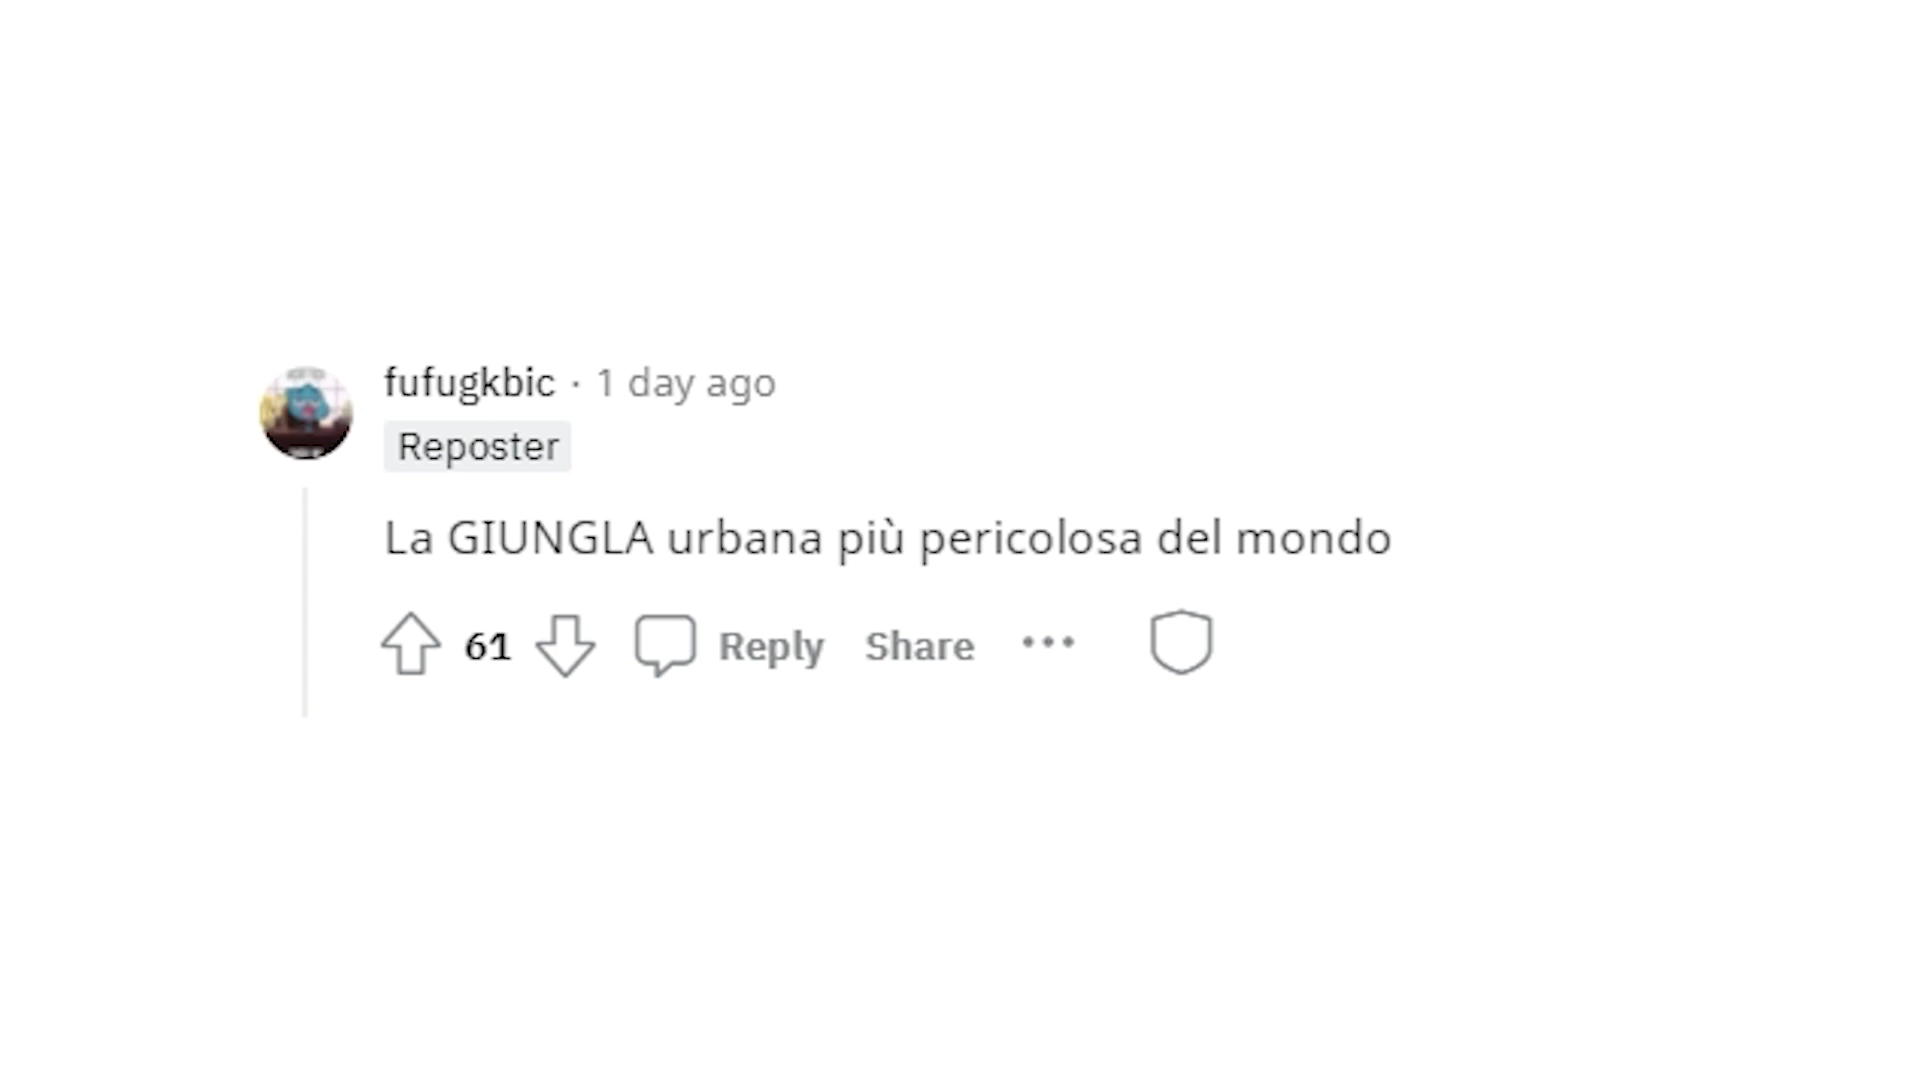 fufugkbic · 1 day ago
Reposter
La GIUNGLA urbana più pericolosa del mondo
61 Reply Share ···